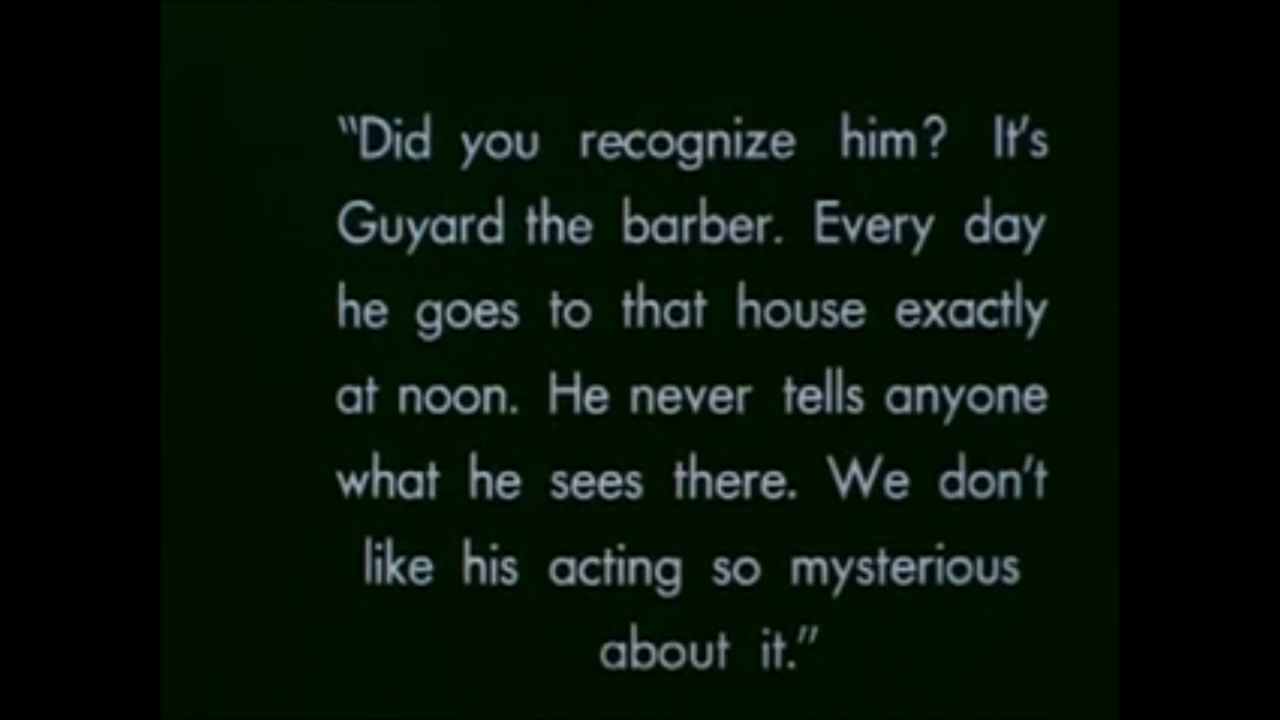 “Did you recognize him? It's
Guyard the barber. Every day
he goes to that house exactly
at noon. He never tells anyone
what he sees there. We don't
like his acting so mysterious
about it.”